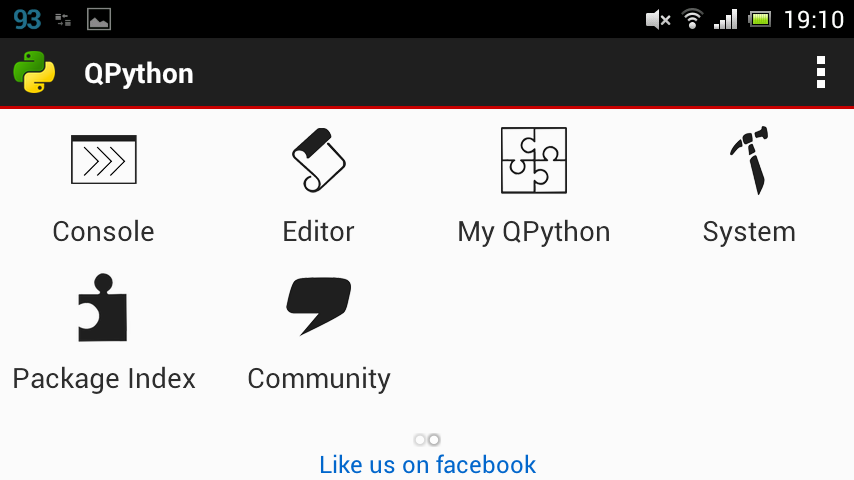 93 19:10
QPython
Console Editor My QPython System
Package Index Community
Like us on facebook